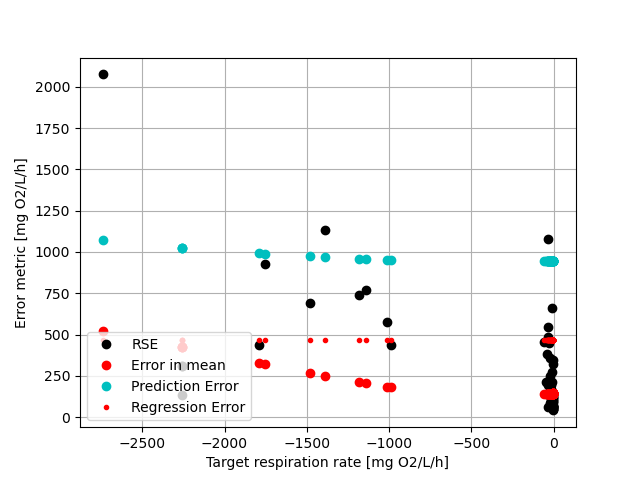 2000
1750
1500
1250
1000
750
500
250
0
Error metric [mg O2/L/h]
RSE
Error in mean
Prediction Error
Regression Error
−2500 −2000 −1500 −1000 −500 0
Target respiration rate [mg O2/L/h]